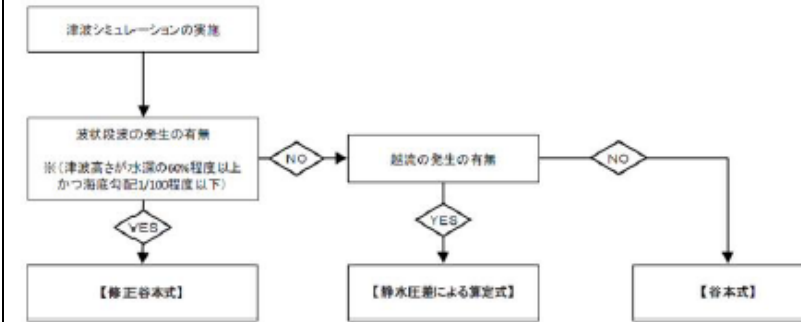 津波シミュレーションの実施
波状段波の発生の有無
※(津波高さが水深の60%程度以上
かつ海底勾配1/100程度以下)
NO
越流の発生の有無
NO
YES
YES
【修正谷本式】
【静水圧差による算定式】
【谷本式】